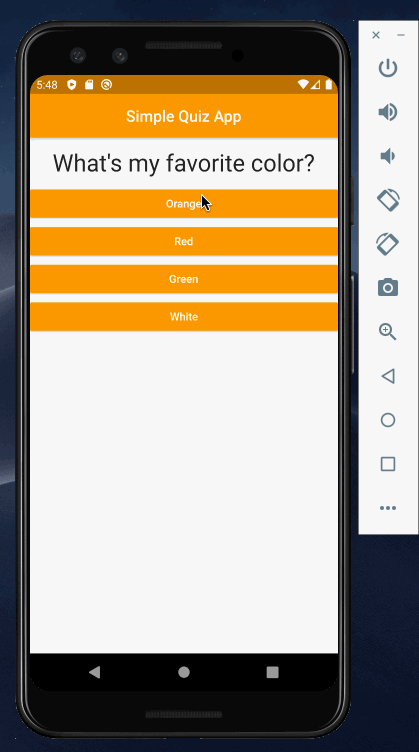 5:48
Simple Quiz App
What's my favorite color?
Orange
Red
Green
White